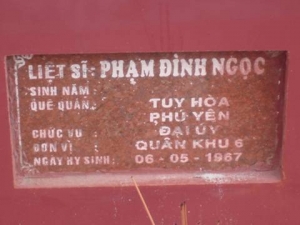 LIỆT SĨ : PHẠM ĐÌNH NGỌC
SINH NĂM :
QUÊ QUÁN : TUY HÒA
PHÚ YÊN
CHỨC VỤ : ĐẠI ÚY
ĐƠN VỊ : QUÂN KHU 6
NGÀY HY SINH : 06 - 05 - 1967